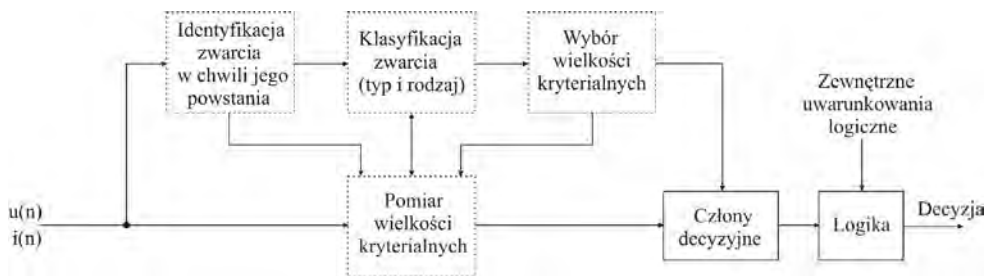 Identyfikacja
zwarcia
w chwili jego
powstania
Klasyfikacja
zwarcia
(typ i rodzaj)
Wybór
wielkości
kryterialnych
Zewnętrzne
uwarunkowania
logiczne
u(n)
i(n)
Pomiar
wielkości
kryterialnych
Człony
decyzyjne
Logika
Decyzja